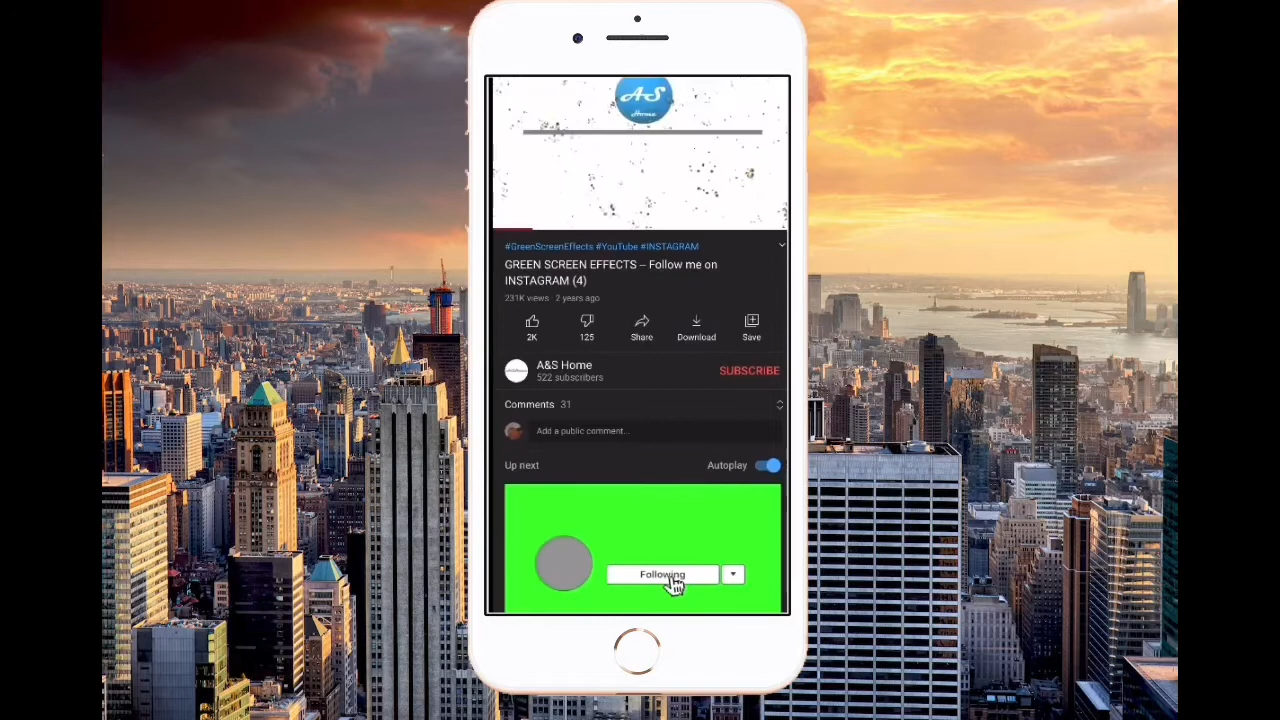 A&S
Home
#GreenScreenEffects #YouTube #INSTAGRAM
GREEN SCREEN EFFECTS – Follow me on
INSTAGRAM (4)
231K views 2 years ago
2K 125 Share Download Save
A&S Home
522 subscribers
SUBSCRIBE
Comments 31
Add a public comment...
Up next Autoplay
Following